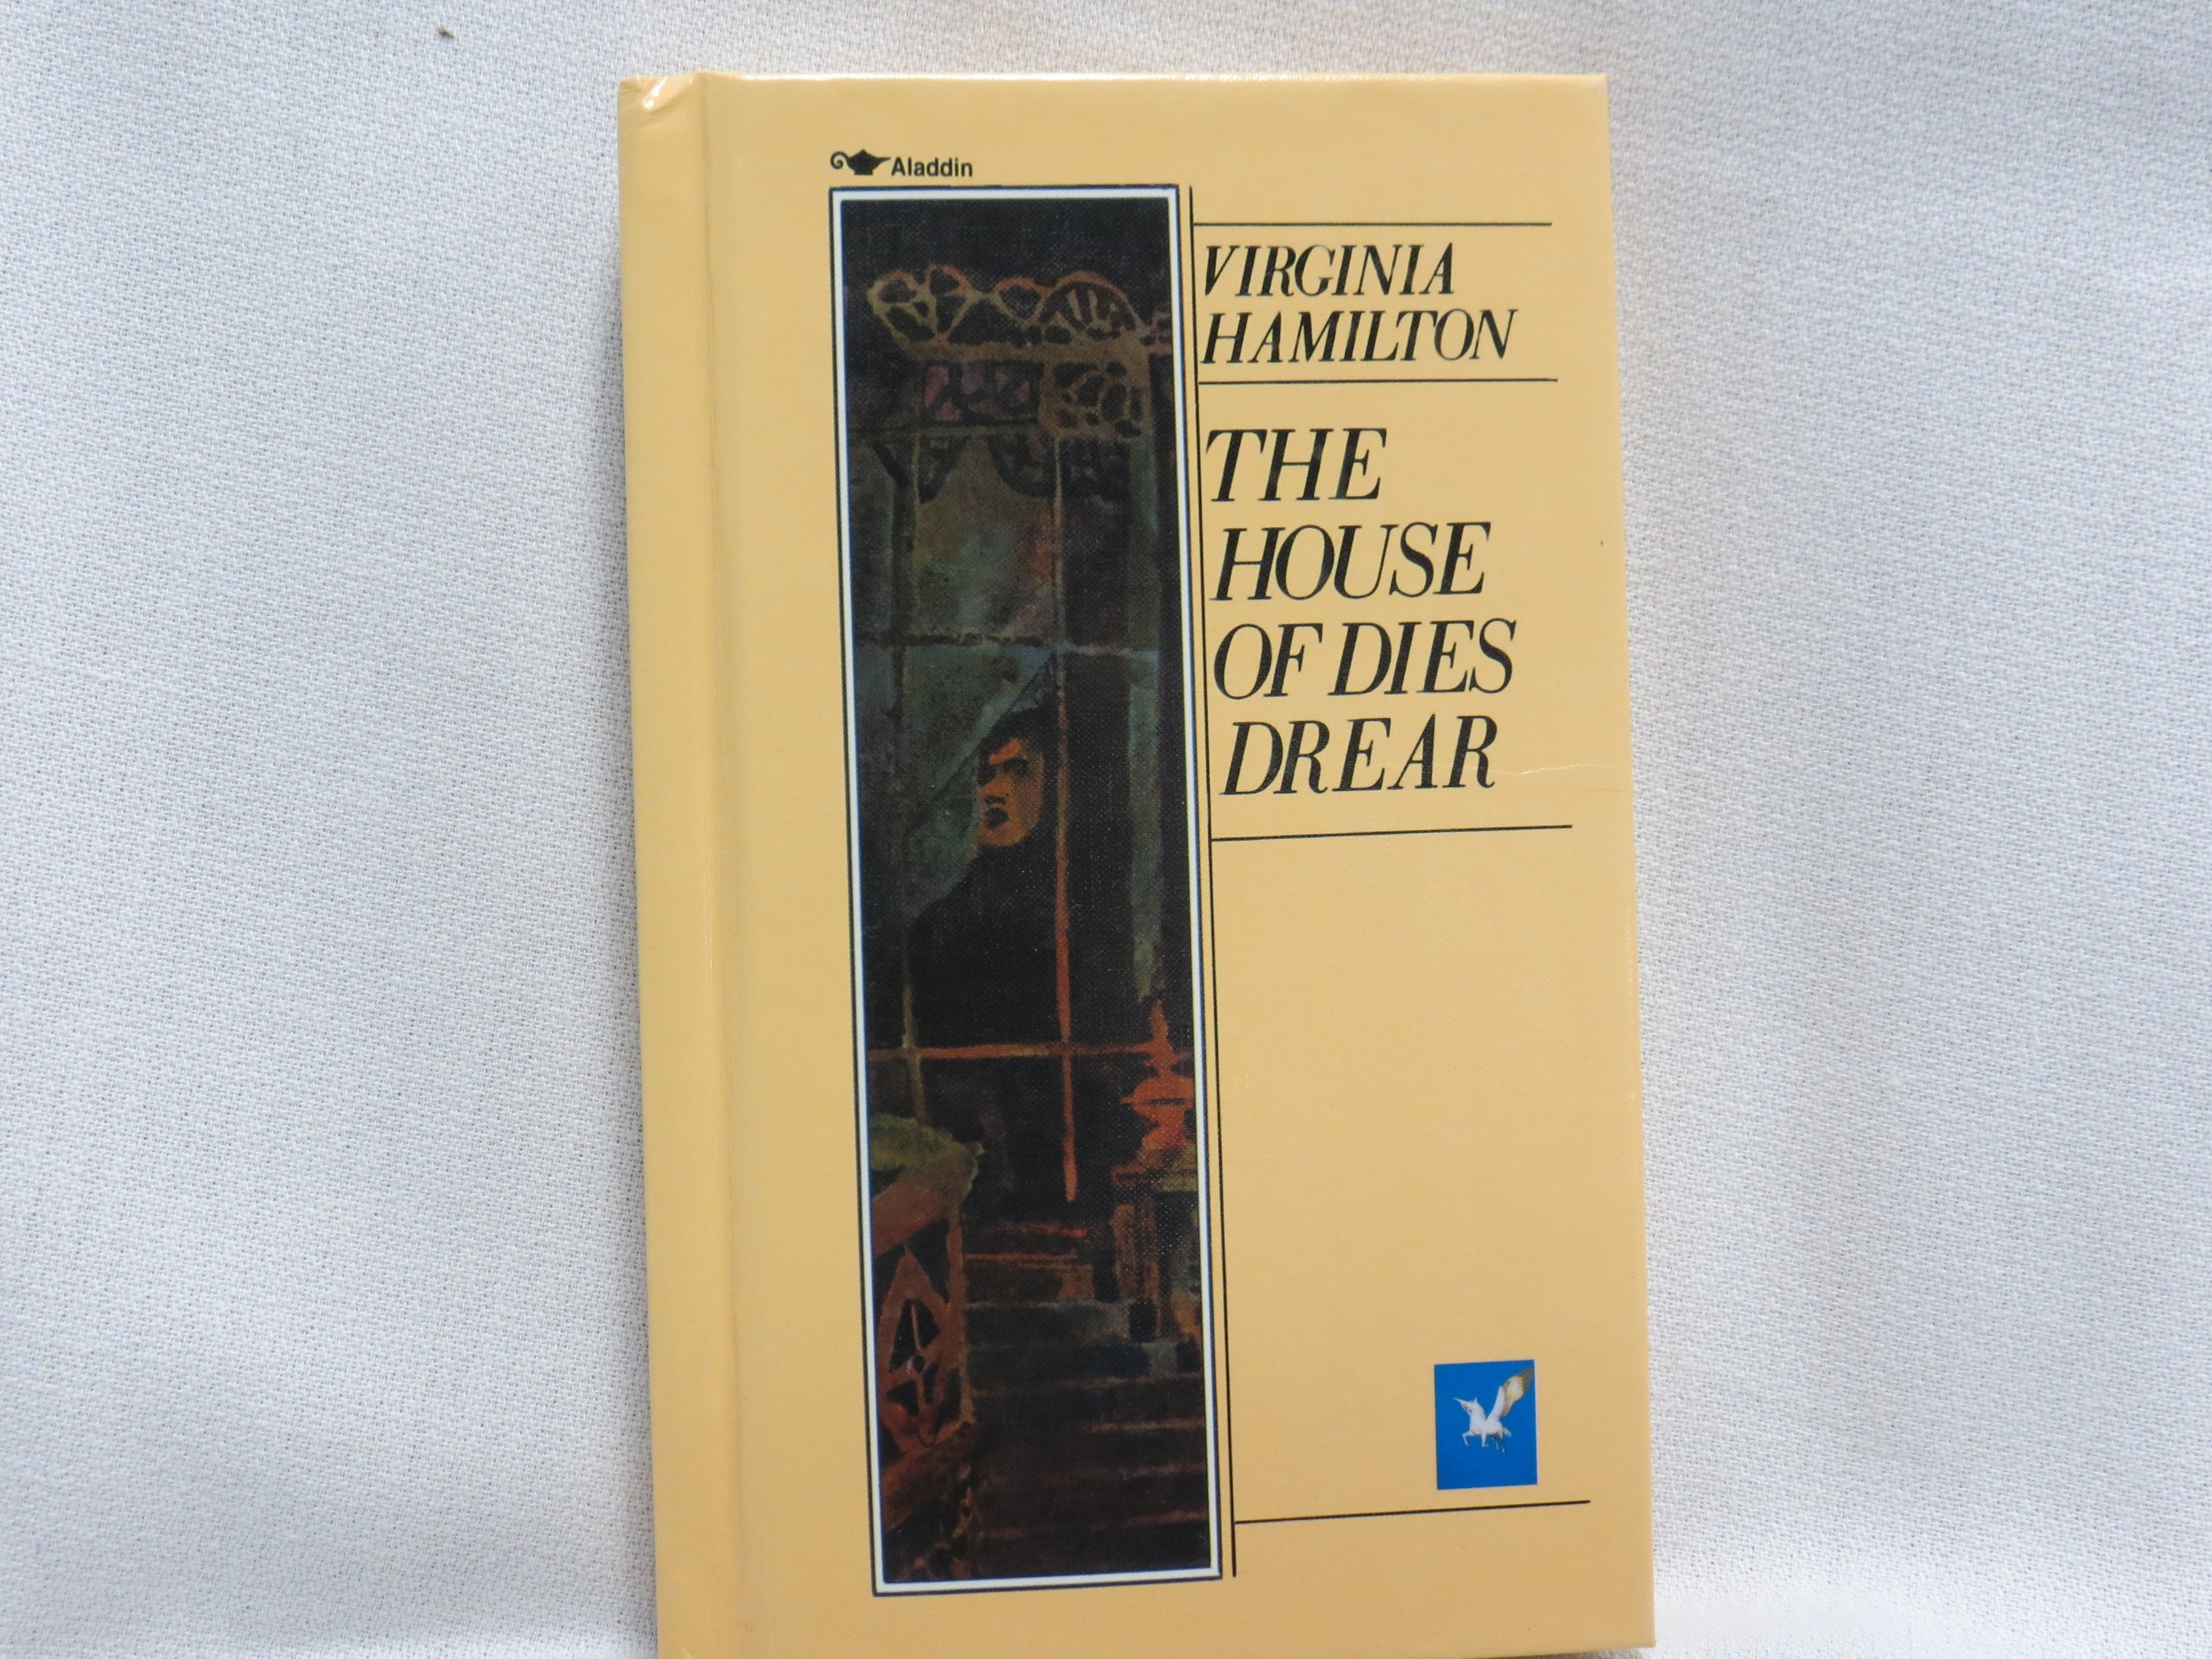 Aladdin
VIRGINIA
HAMILTON
THE
HOUSE
OF DIES
DREAR